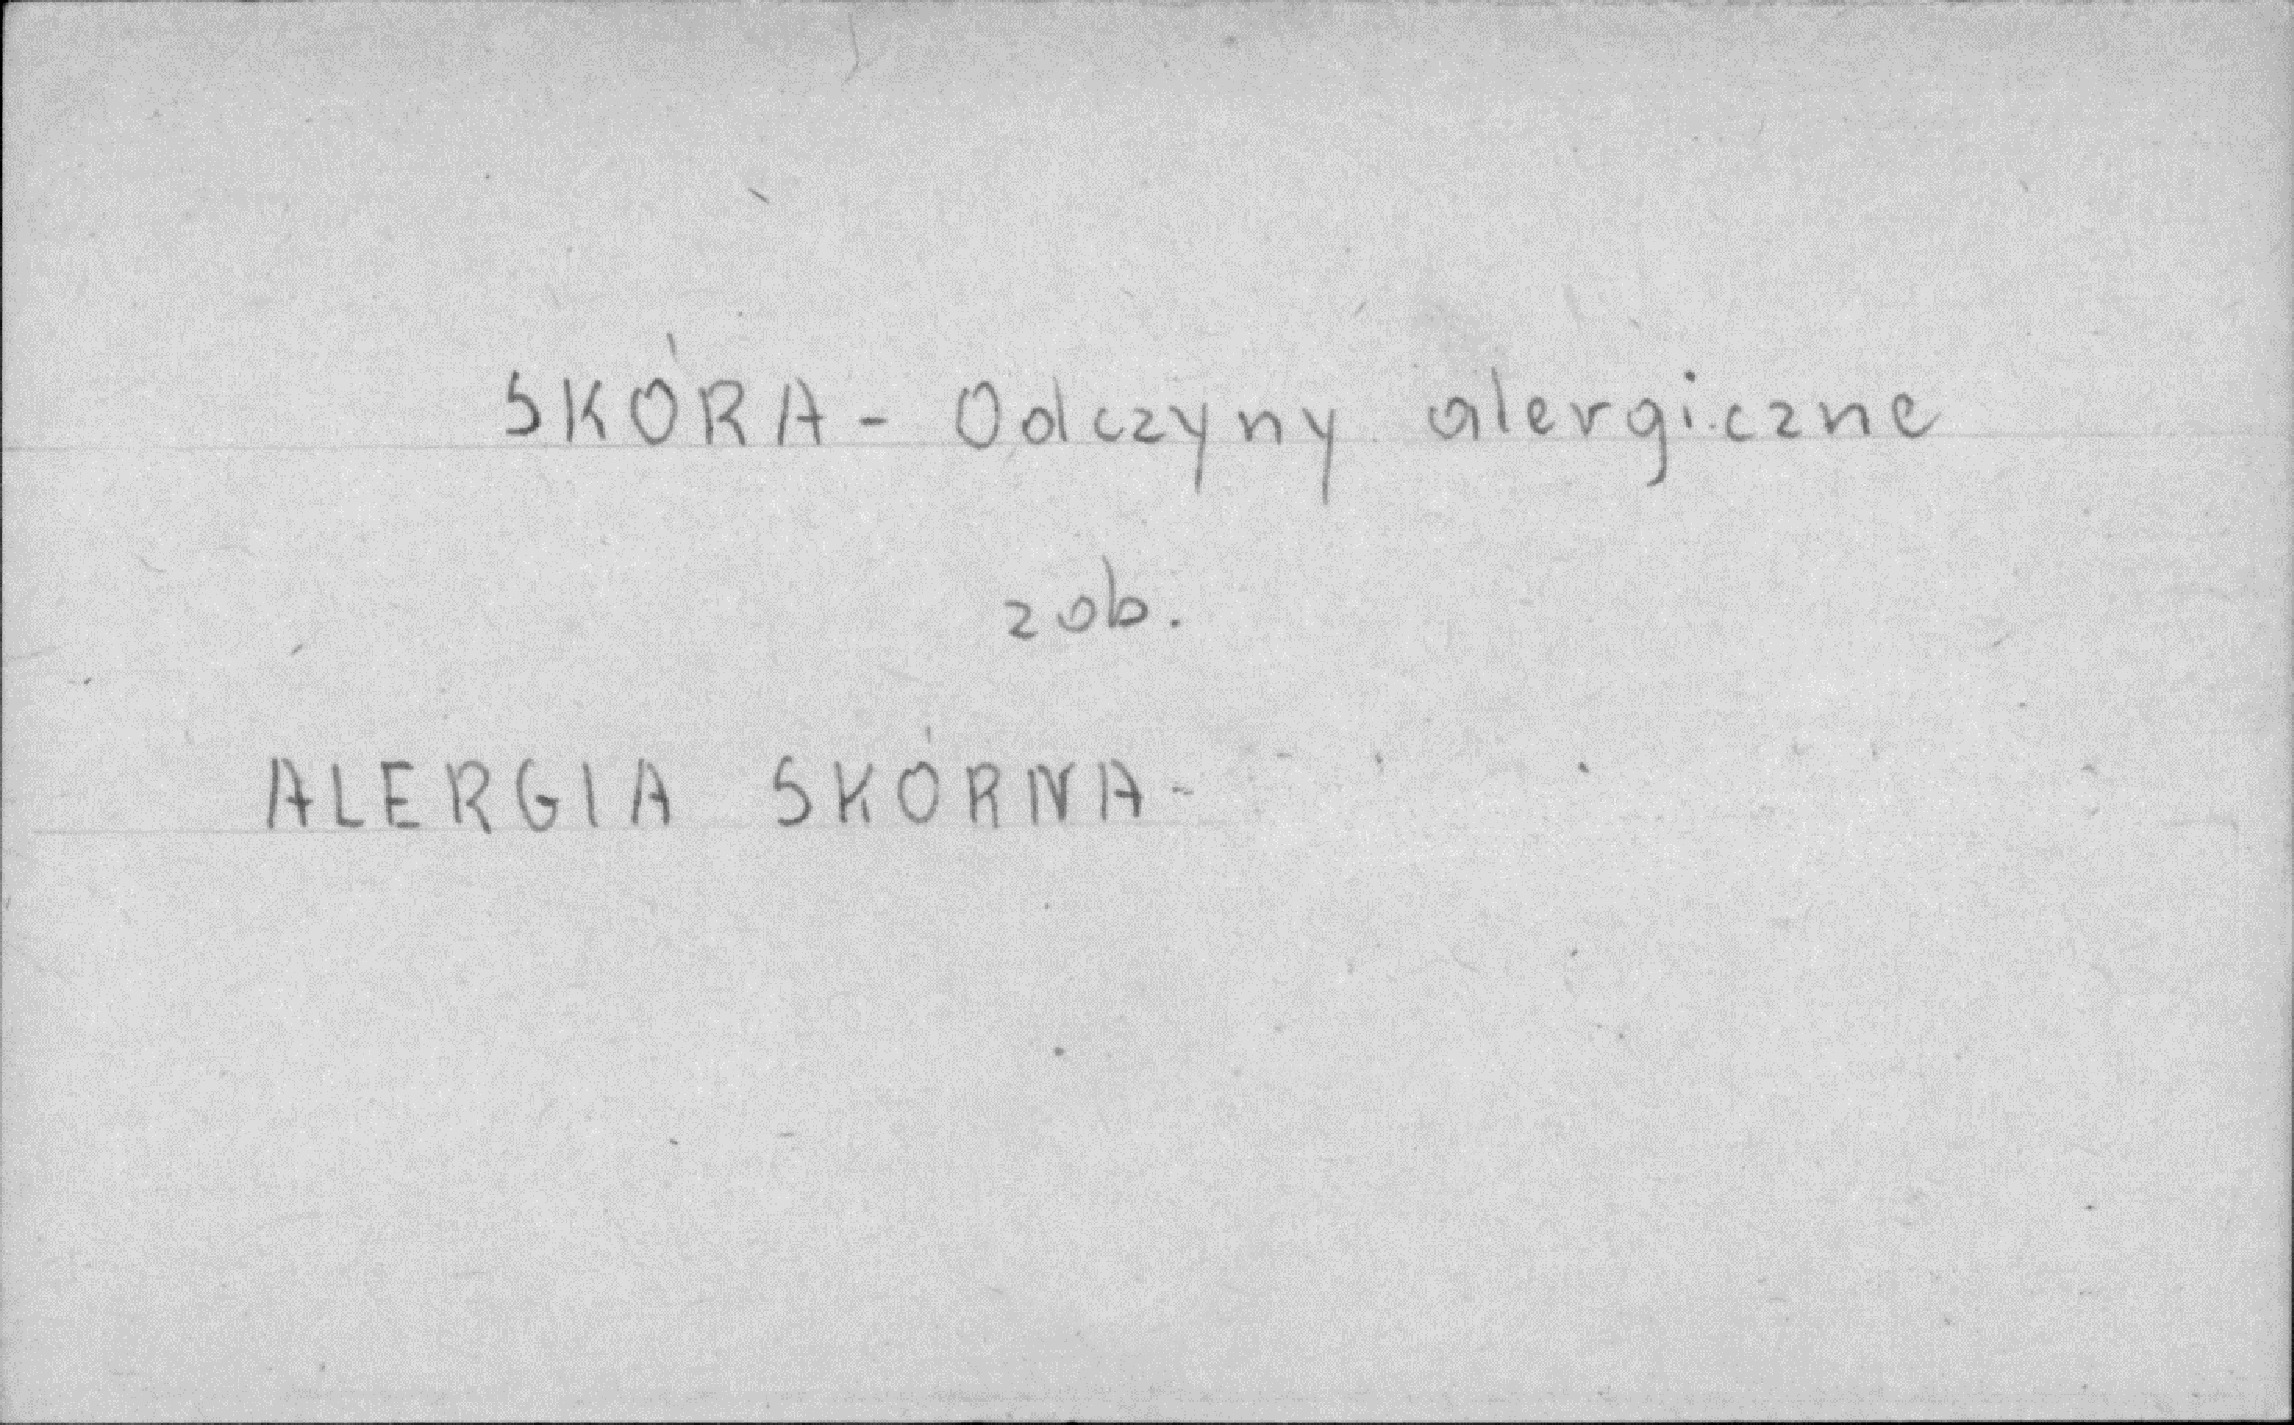 SKÓRA - Odczyny alergiczne
zob.
ALERGIA SKÓRNA -